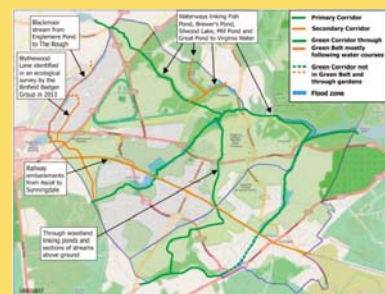 Blackmoor
stream from
Englemere Pond
to The Rough
Waterways linking Fish
Pond, Brewer's Pond,
Silwood Lake, Mill Pond and
Great Pond to Virginia Water
Primary Corridor
Secondary Corridor
Green Corridor through
Green Belt mostly
following water courses
Green Corridor not
in Green Belt and
through gardens
Flood zone
Blythewood
Lane identified
in an ecological
survey by the
Binfield Badger
Group in 2013
Railway
embankments
from Ascot to
Sunningdale
Through woodland
linking ponds and
sections of streams
above ground